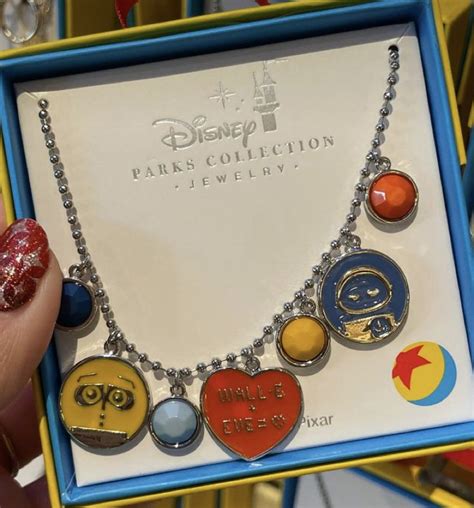 Disney
PARKS COLLECTION
• JEWELRY •
WALL-E
+
EVE=
Pixar